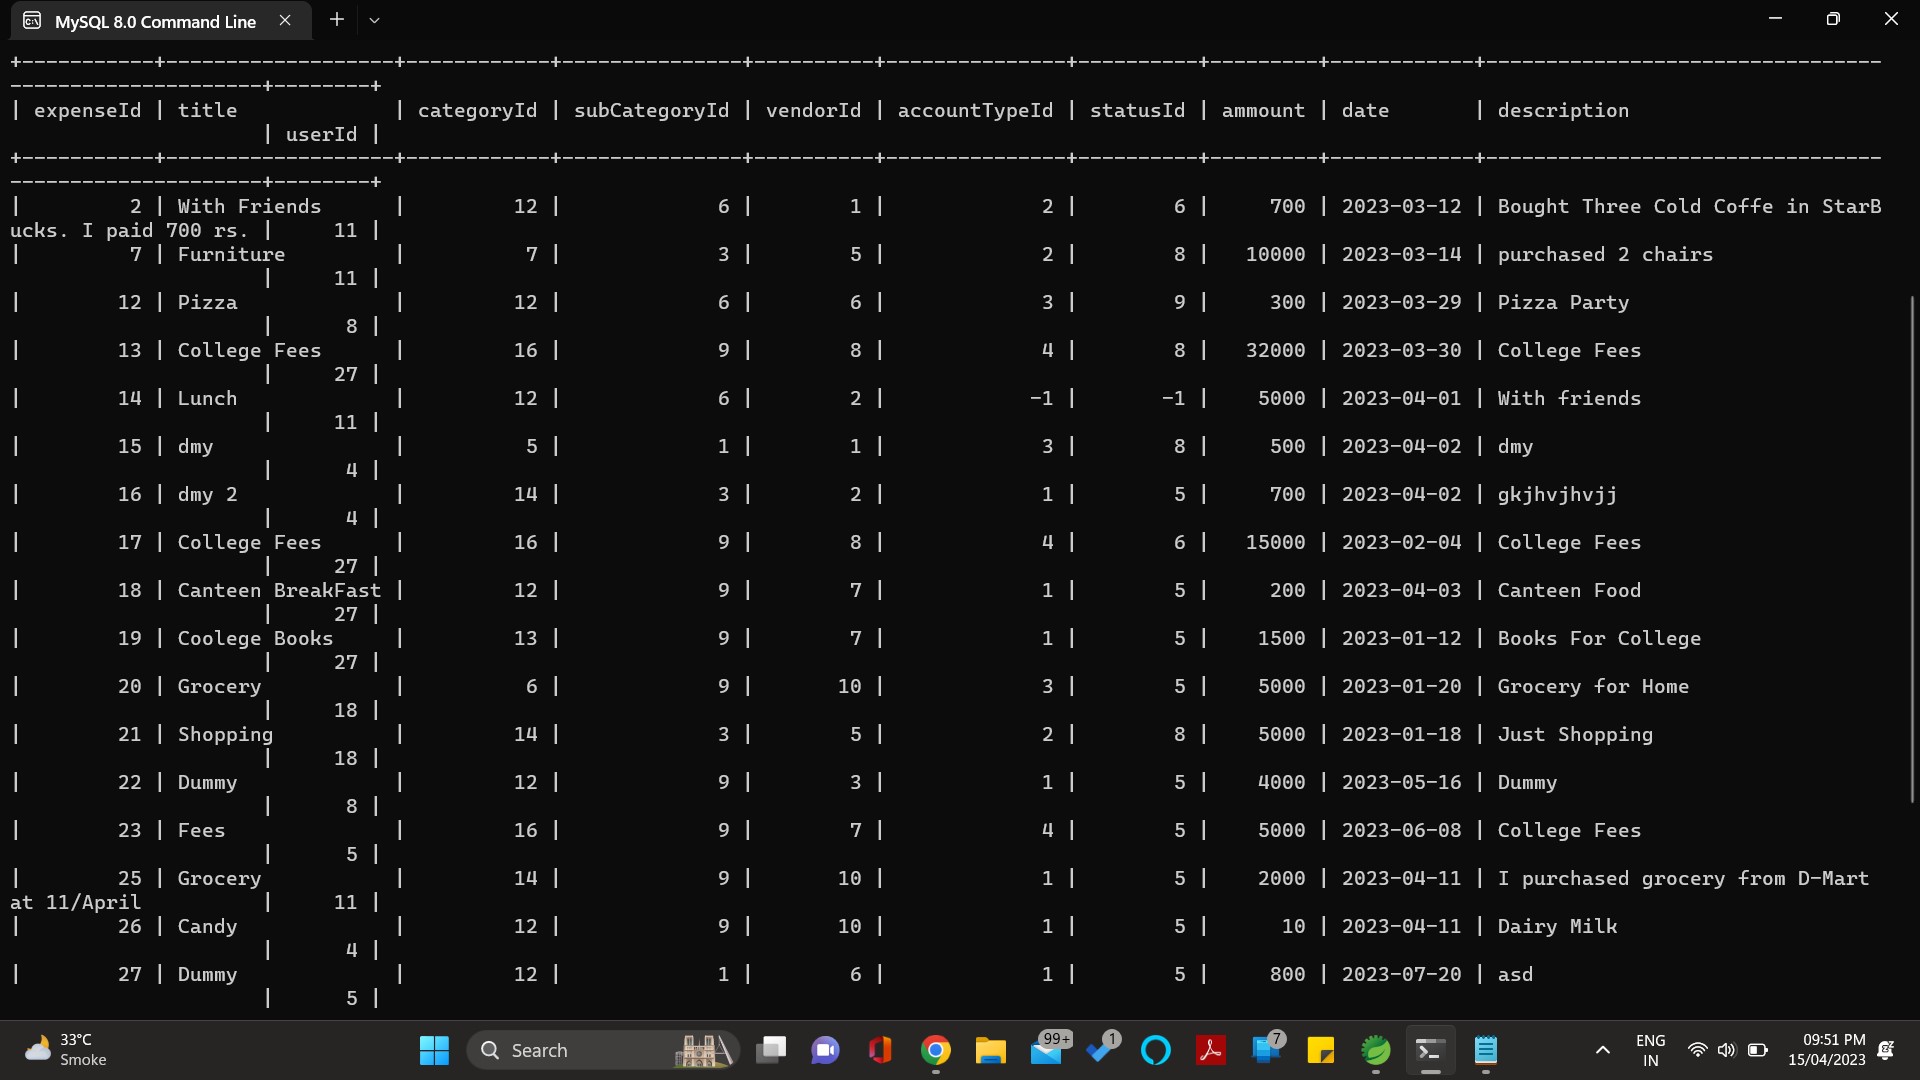 MySQL 8.0 Command Line
+-----------+-------------------+------------+---------------+----------+---------------+----------+---------+------------+---------------------------------
---------------------+--------+
| expenseId | title | categoryId | subCategoryId | vendorId | accountTypeId | statusId | ammount | date | description
| userId |
+-----------+-------------------+------------+---------------+----------+---------------+----------+---------+------------+---------------------------------
---------------------+--------+
| 2 | With Friends | 12 | 6 | 1 | 2 | 6 | 700 | 2023-03-12 | Bought Three Cold Coffe in StarB
ucks. I paid 700 rs. | 11 |
| 7 | Furniture | 7 | 3 | 5 | 2 | 8 | 10000 | 2023-03-14 | purchased 2 chairs
| 11 |
| 12 | Pizza | 12 | 6 | 6 | 3 | 9 | 300 | 2023-03-29 | Pizza Party
| 8 |
| 13 | College Fees | 16 | 9 | 8 | 4 | 8 | 32000 | 2023-03-30 | College Fees
| 27 |
| 14 | Lunch | 12 | 6 | 2 | -1 | -1 | 5000 | 2023-04-01 | With friends
| 11 |
| 15 | dmy | 5 | 1 | 1 | 3 | 8 | 500 | 2023-04-02 | dmy
| 4 |
| 16 | dmy 2 | 14 | 3 | 2 | 1 | 5 | 700 | 2023-04-02 | gkjhvjhvjj
| 4 |
| 17 | College Fees | 16 | 9 | 8 | 4 | 6 | 15000 | 2023-02-04 | College Fees
| 27 |
| 18 | Canteen BreakFast | 12 | 9 | 7 | 1 | 5 | 200 | 2023-04-03 | Canteen Food
| 27 |
| 19 | Coolege Books | 13 | 9 | 7 | 1 | 5 | 1500 | 2023-01-12 | Books For College
| 27 |
| 20 | Grocery | 6 | 9 | 10 | 3 | 5 | 5000 | 2023-01-20 | Grocery for Home
| 18 |
| 21 | Shopping | 14 | 3 | 5 | 2 | 8 | 5000 | 2023-01-18 | Just Shopping
| 18 |
| 22 | Dummy | 12 | 9 | 3 | 1 | 5 | 4000 | 2023-05-16 | Dummy
| 8 |
| 23 | Fees | 16 | 9 | 7 | 4 | 5 | 5000 | 2023-06-08 | College Fees
| 5 |
| 25 | Grocery | 14 | 9 | 10 | 1 | 5 | 2000 | 2023-04-11 | I purchased grocery from D-Mart
at 11/April | 11 |
| 26 | Candy | 12 | 9 | 10 | 1 | 5 | 10 | 2023-04-11 | Dairy Milk
| 4 |
| 27 | Dummy | 12 | 1 | 6 | 1 | 5 | 800 | 2023-07-20 | asd
| 5 |
33°C
Smoke
Search
99+
1
7
ENG
IN
09:51 PM
15/04/2023